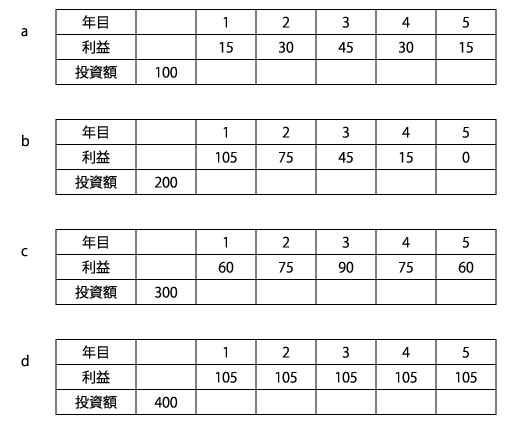 a
年目 1 2 3 4 5
利益 15 30 45 30 15
投資額 100
b
年目 1 2 3 4 5
利益 105 75 45 15 0
投資額 200
c
年目 1 2 3 4 5
利益 60 75 90 75 60
投資額 300
d
年目 1 2 3 4 5
利益 105 105 105 105 105
投資額 400